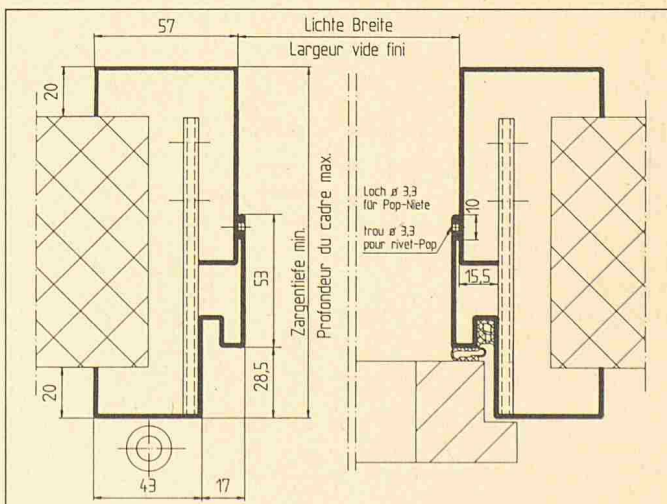 57
Lichte Breite
Largeur vide fini
20
Zargentiefe min.
Profondeur du cadre max.
Loch ø 3,3
für Pop-Niete
trou ø 3,3
pour rivet-Pop
10
53
15,5
28,5
20
43
17